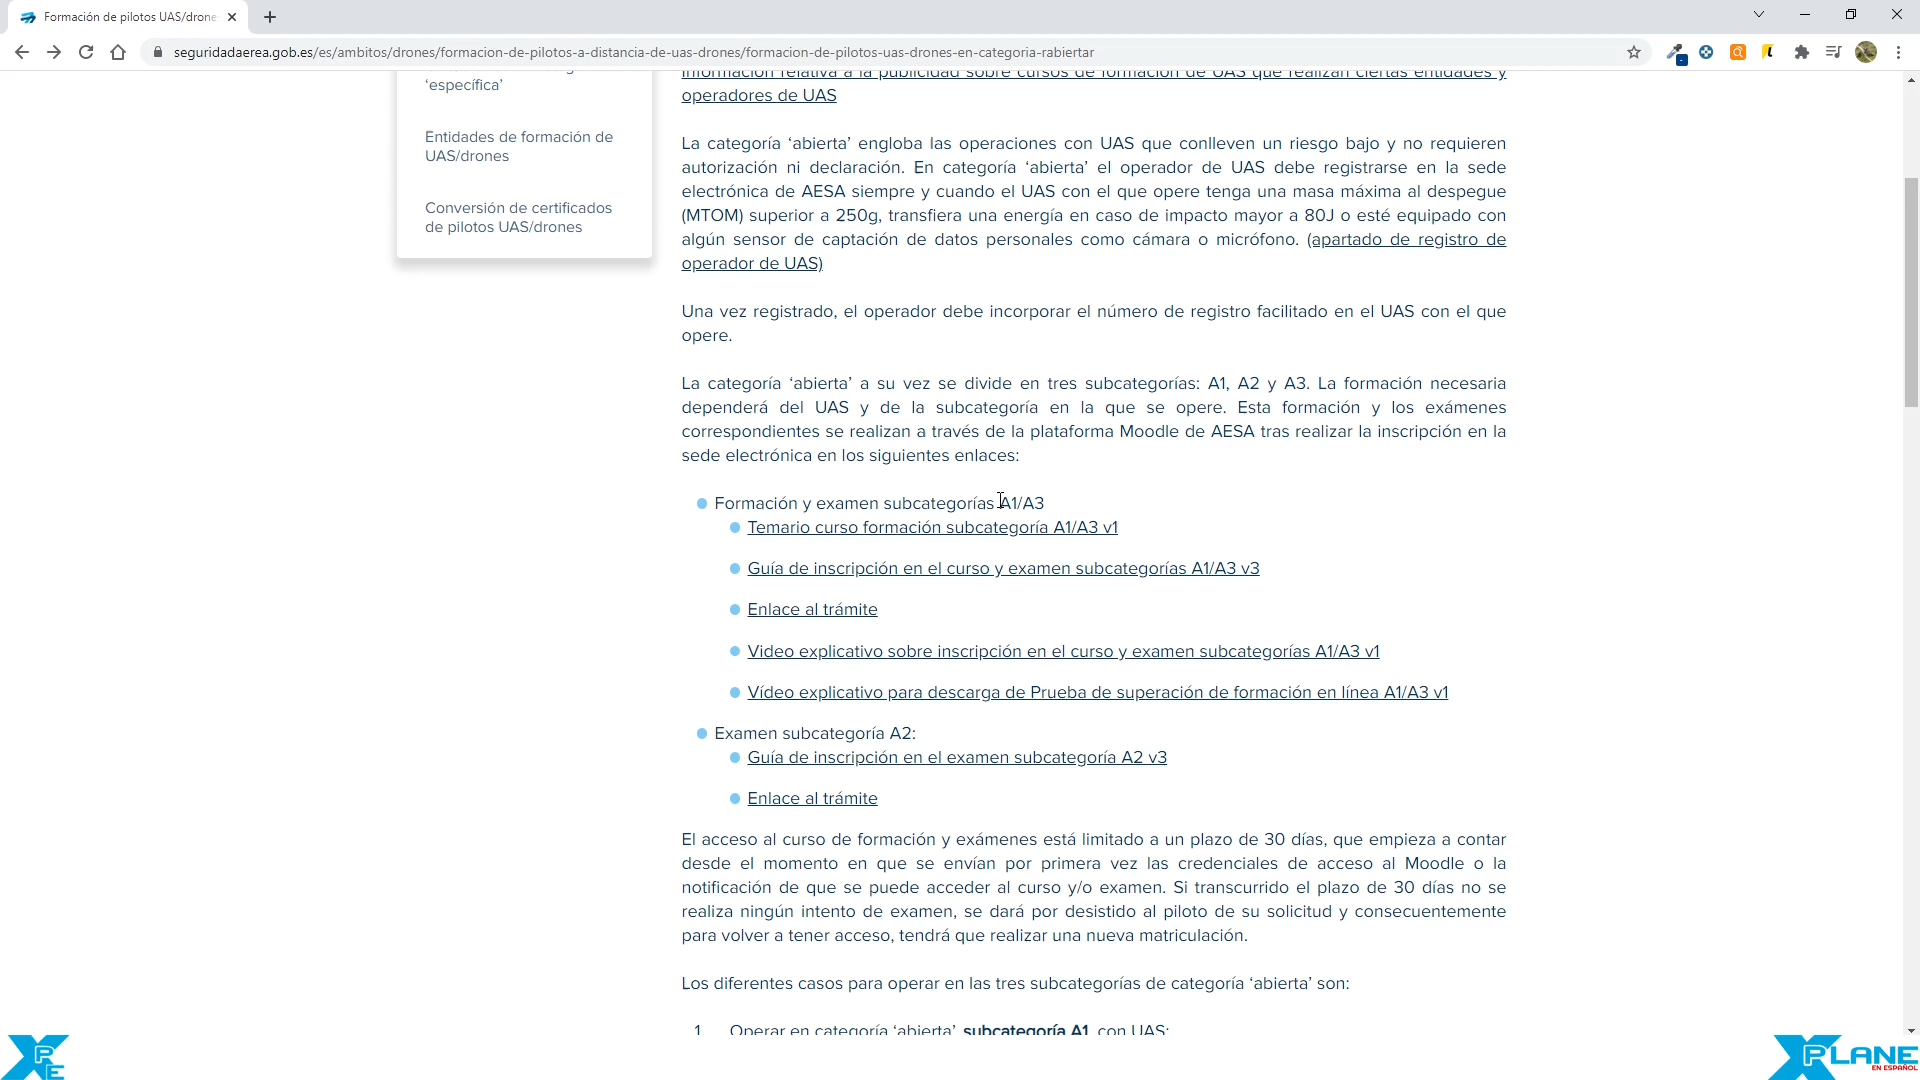 Formación de pilotos UAS/drone
seguridadaerea.gob.es/es/ambitos/drones/formacion-de-pilotos-a-distancia-de-uas-drones/formacion-de-pilotos-uas-drones-en-categoria-rabiertar
'específica'
Entidades de formación de
UAS/drones
Conversión de certificados
de pilotos UAS/drones
Información relativa a la publicidad sobre cursos de formación de UAS que realizan ciertas entidades y
operadores de UAS
La categoría 'abierta' engloba las operaciones con UAS que conlleven un riesgo bajo y no requieren
autorización ni declaración. En categoría 'abierta' el operador de UAS debe registrarse en la sede
electrónica de AESA siempre y cuando el UAS con el que opere tenga una masa máxima al despegue
(MTOM) superior a 250g, transfiera una energía en caso de impacto mayor a 80J o esté equipado con
algún sensor de captación de datos personales como cámara o micrófono. (apartado de registro de
operador de UAS)
Una vez registrado, el operador debe incorporar el número de registro facilitado en el UAS con el que
opere.
La categoría 'abierta' a su vez se divide en tres subcategorías: A1, A2 y A3. La formación necesaria
dependerá del UAS y de la subcategoría en la que se opere. Esta formación y los exámenes
correspondientes se realizan a través de la plataforma Moodle de AESA tras realizar la inscripción en la
sede electrónica en los siguientes enlaces:
Formación y examen subcategorías A1/A3
Temario curso formación subcategoría A1/A3 v1
Guía de inscripción en el curso y examen subcategorías A1/A3 v3
Enlace al trámite
Video explicativo sobre inscripción en el curso y examen subcategorías A1/A3 v1
Vídeo explicativo para descarga de Prueba de superación de formación en línea A1/A3 v1
Examen subcategoría A2:
Guía de inscripción en el examen subcategoría A2 v3
Enlace al trámite
El acceso al curso de formación y exámenes está limitado a un plazo de 30 días, que empieza a contar
desde el momento en que se envían por primera vez las credenciales de acceso al Moodle o la
notificación de que se puede acceder al curso y/o examen. Si transcurrido el plazo de 30 días no se
realiza ningún intento de examen, se dará por desistido al piloto de su solicitud y consecuentemente
para volver a tener acceso, tendrá que realizar una nueva matriculación.
Los diferentes casos para operar en las tres subcategorías de categoría 'abierta' son:
1. Operar en categoría 'abierta', subcategoría A1, con UAS:
XPE
XPLANE
EN ESPAÑOL